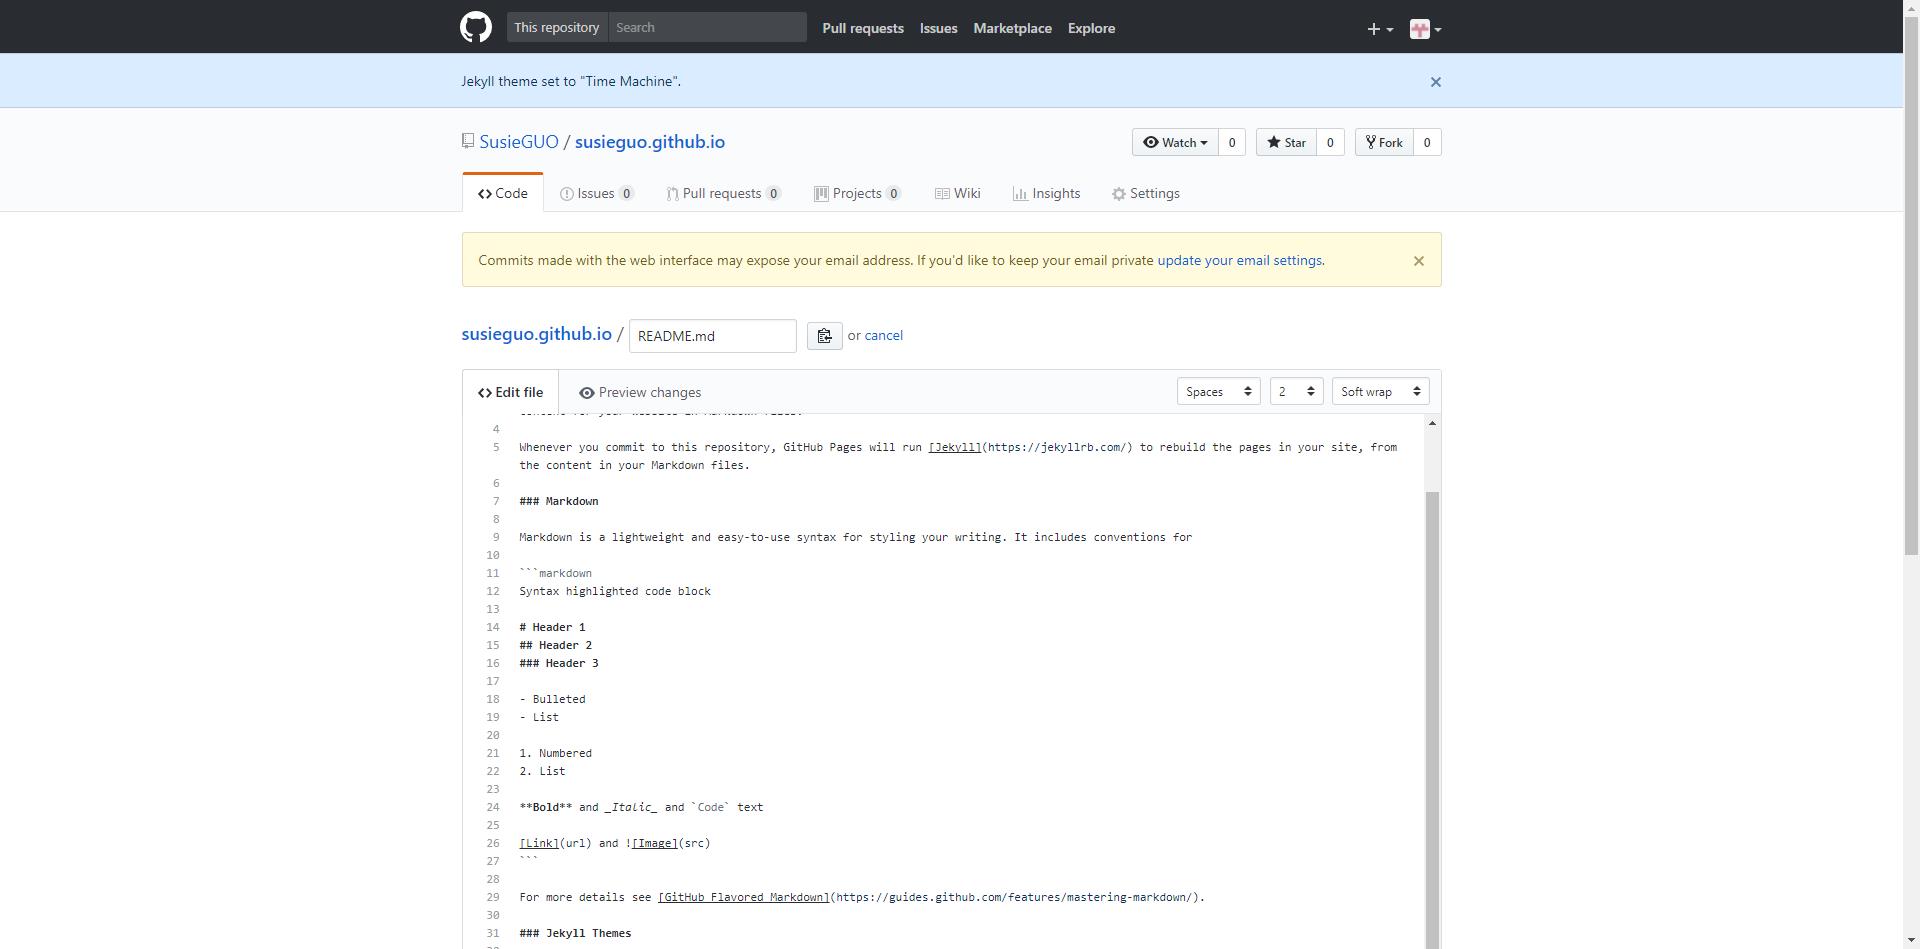 This repository Search Pull requests Issues Marketplace Explore
Jekyll theme set to "Time Machine".
SusieGUO / susieguo.github.io Watch 0 Star 0 Fork 0
Code Issues 0 Pull requests 0 Projects 0 Wiki Insights Settings
Commits made with the web interface may expose your email address. If you'd like to keep your email private update your email settings.
susieguo.github.io / README.md or cancel
Edit file Preview changes Spaces 2 Soft wrap
content for your website in Markdown files.
4
5 Whenever you commit to this repository, GitHub Pages will run [Jekyll](https://jekyllrb.com/) to rebuild the pages in your site, from
the content in your Markdown files.
6
7 ### Markdown
8
9 Markdown is a lightweight and easy-to-use syntax for styling your writing. It includes conventions for
10
11 ```markdown
12 Syntax highlighted code block
13
14 # Header 1
15 ## Header 2
16 ### Header 3
17
18 - Bulleted
19 - List
20
21 1. Numbered
22 2. List
23
24 **Bold** and _Italic_ and `Code` text
25
26 [Link](url) and ![Image](src)
27 ```
28
29 For more details see [GitHub Flavored Markdown](https://guides.github.com/features/mastering-markdown/).
30
31 ### Jekyll Themes